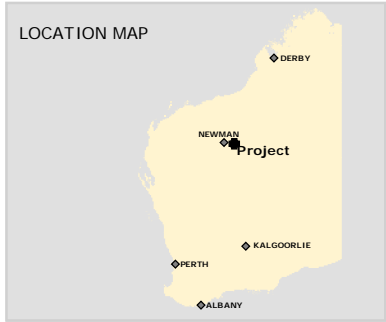 LOCATION MAP
DERBY
NEWMAN
Project
KALGOORLIE
PERTH
ALBANY